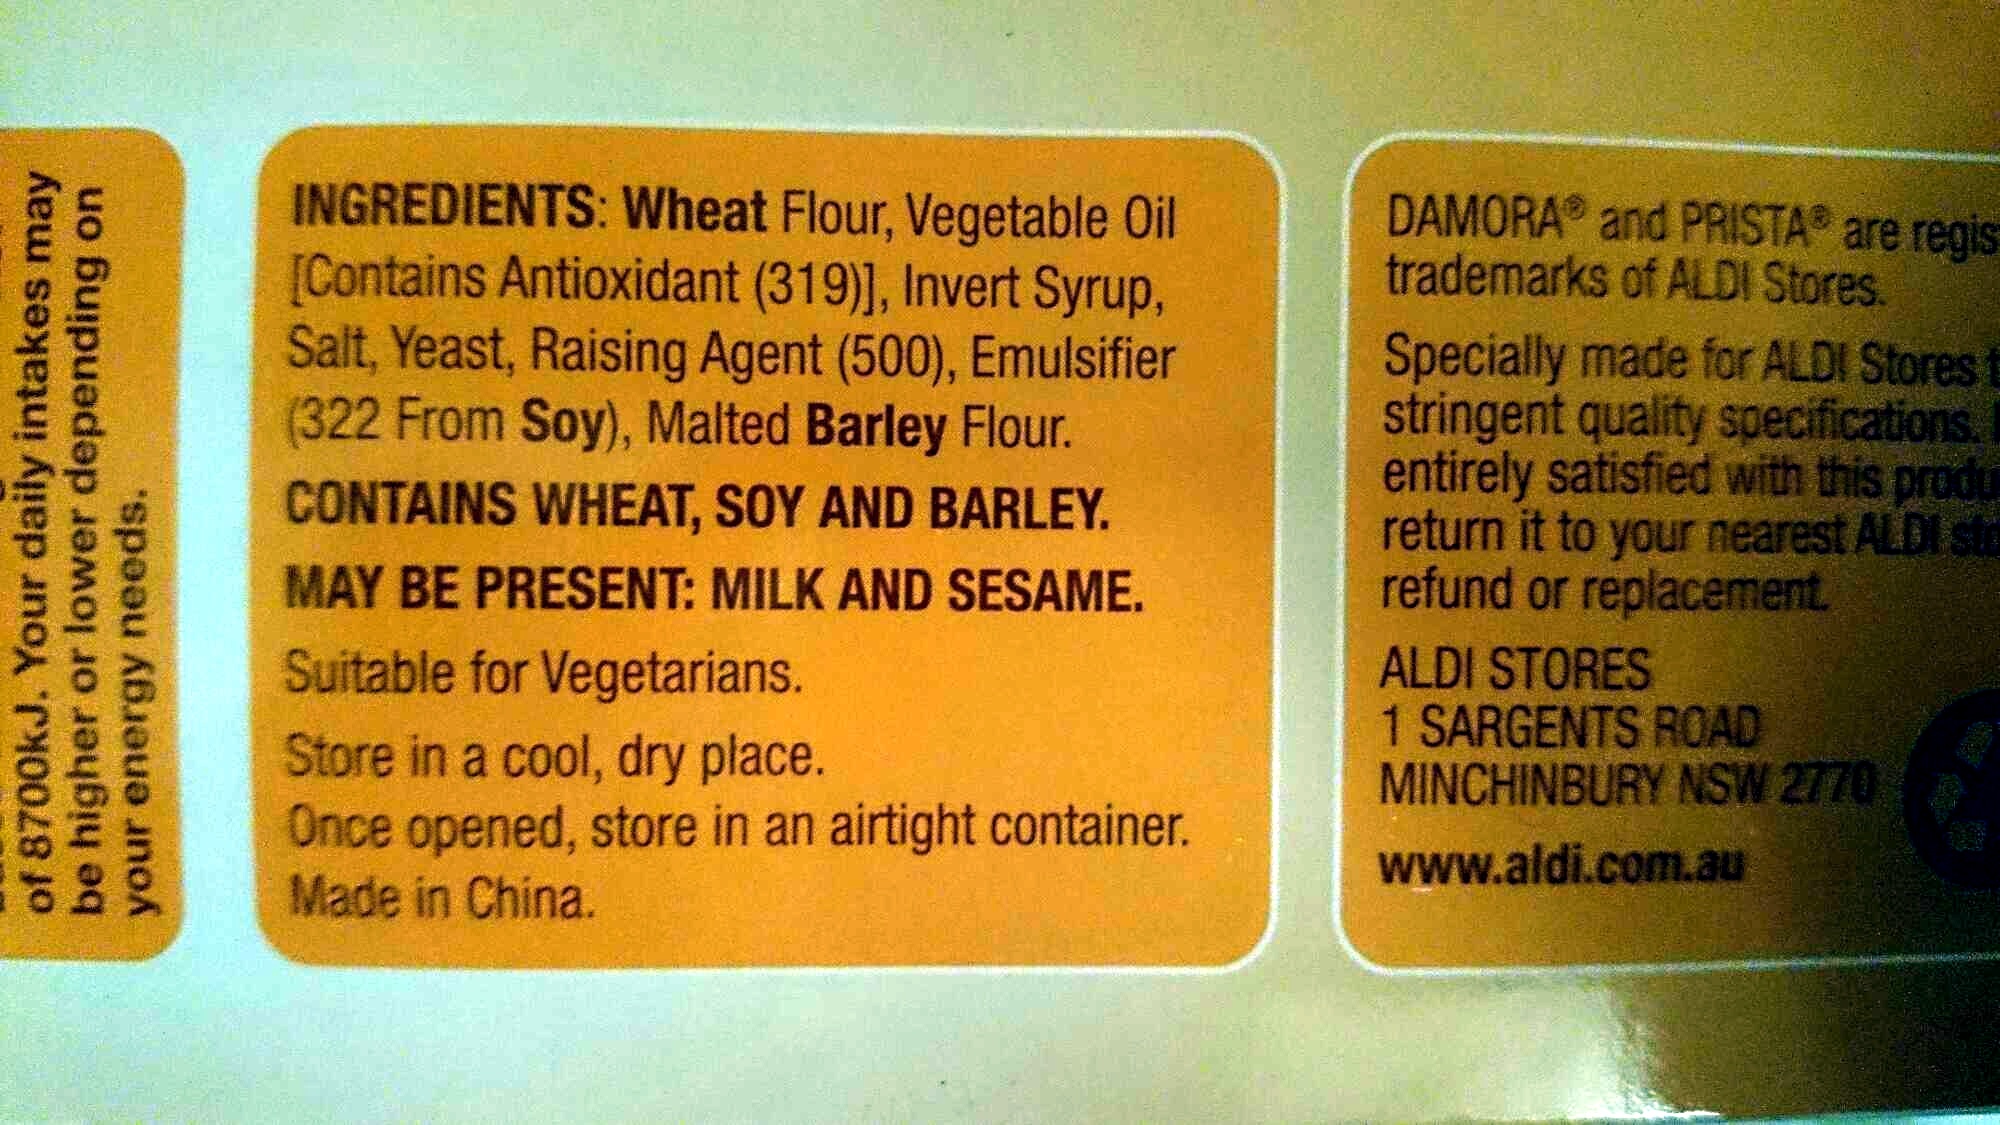 of 8700kJ. Your daily intakes may
be higher or lower depending on
your energy needs.
INGREDIENTS: Wheat Flour, Vegetable Oil
[Contains Antioxidant (319)], Invert Syrup,
Salt, Yeast, Raising Agent (500), Emulsifier
(322 From Soy), Malted Barley Flour.
CONTAINS WHEAT, SOY AND BARLEY.
MAY BE PRESENT: MILK AND SESAME.
Suitable for Vegetarians.
Store in a cool, dry place.
Once opened, store in an airtight container.
Made in China.
DAMORA® and PRISTA® are regis
trademarks of ALDI Stores.
Specially made for ALDI Stores t
stringent quality specifications.
entirely satisfied with this produ
return it to your nearest ALDI sto
refund or replacement.
ALDI STORES
1 SARGENTS ROAD
MINCHINBURY NSW 2770
www.aldi.com.au